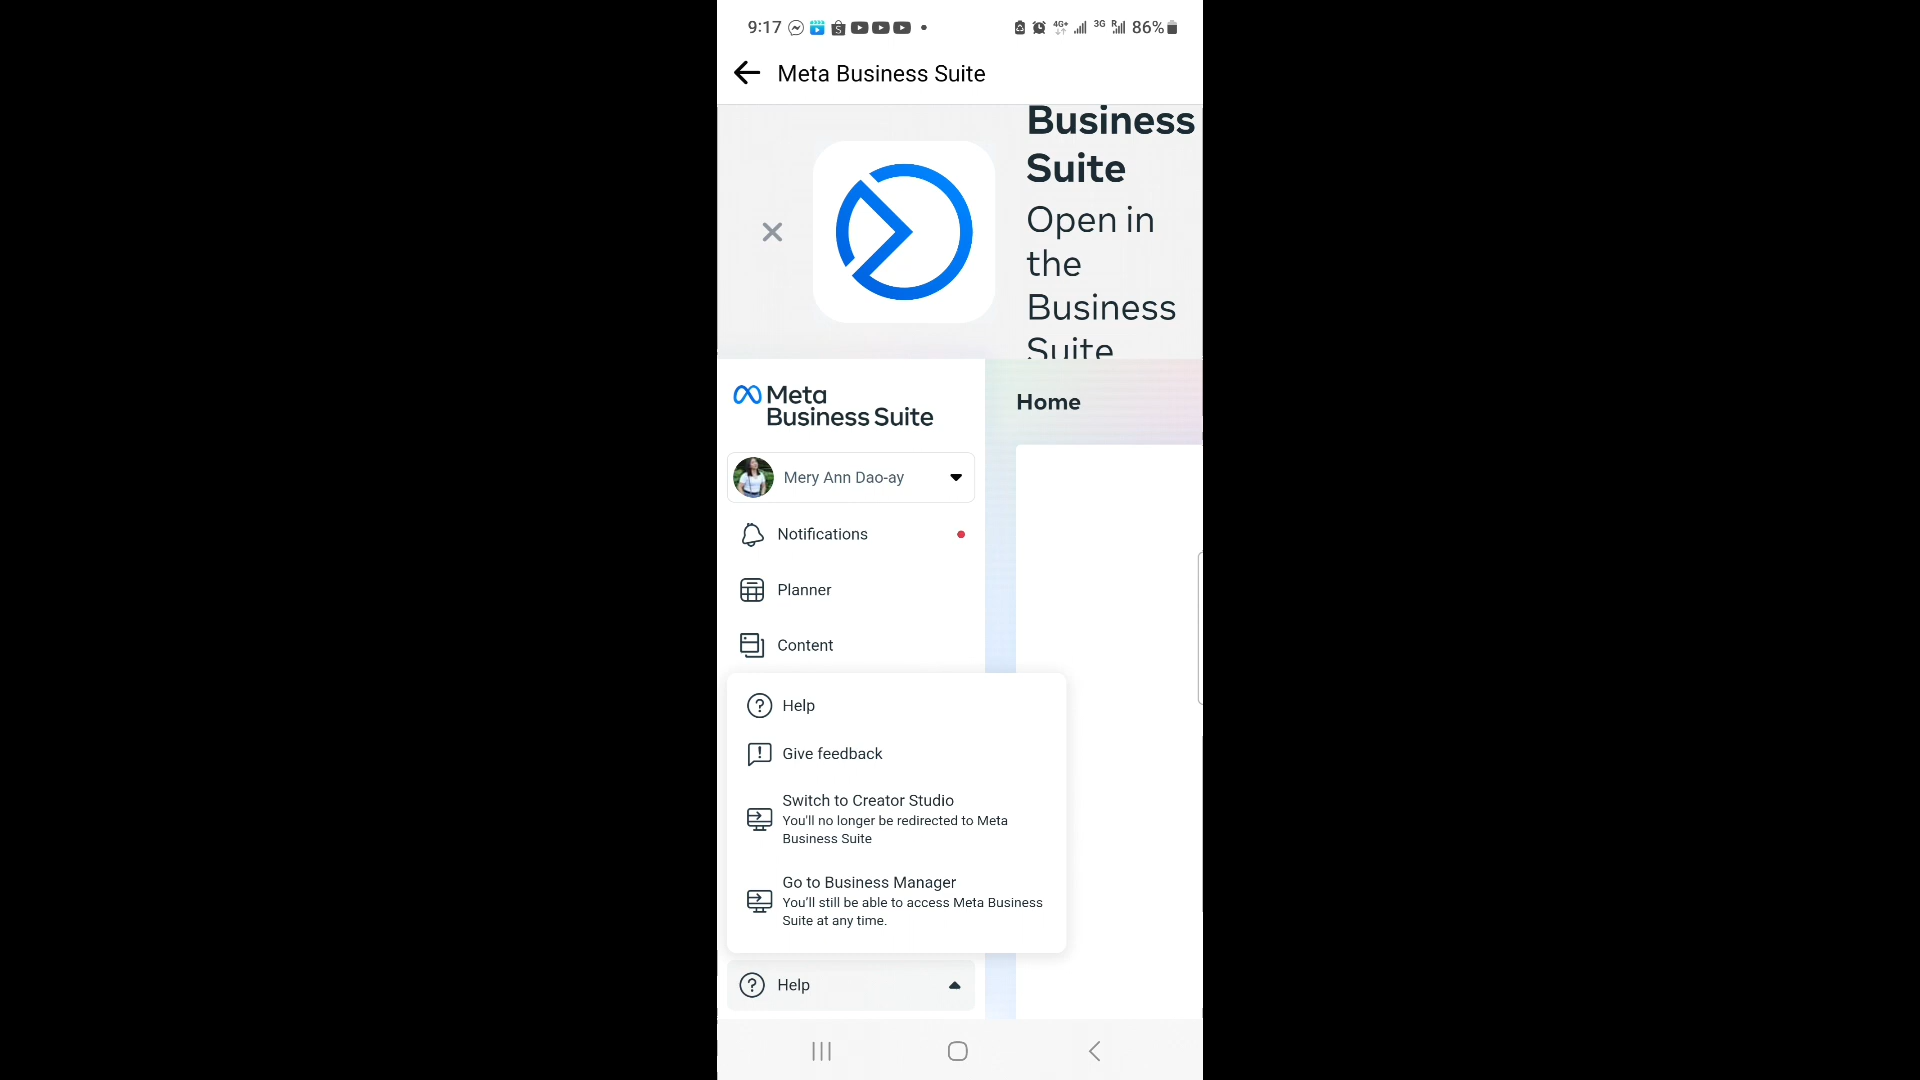 9:17 4G+ 3G R 86%
Meta Business Suite
Business
Suite
Open in
the
Business
Suite
Meta
Business Suite
Home
Mery Ann Dao-ay
Notifications
Planner
Content
Help
Give feedback
Switch to Creator Studio
You'll no longer be redirected to Meta
Business Suite
Go to Business Manager
You'll still be able to access Meta Business
Suite at any time.
Help